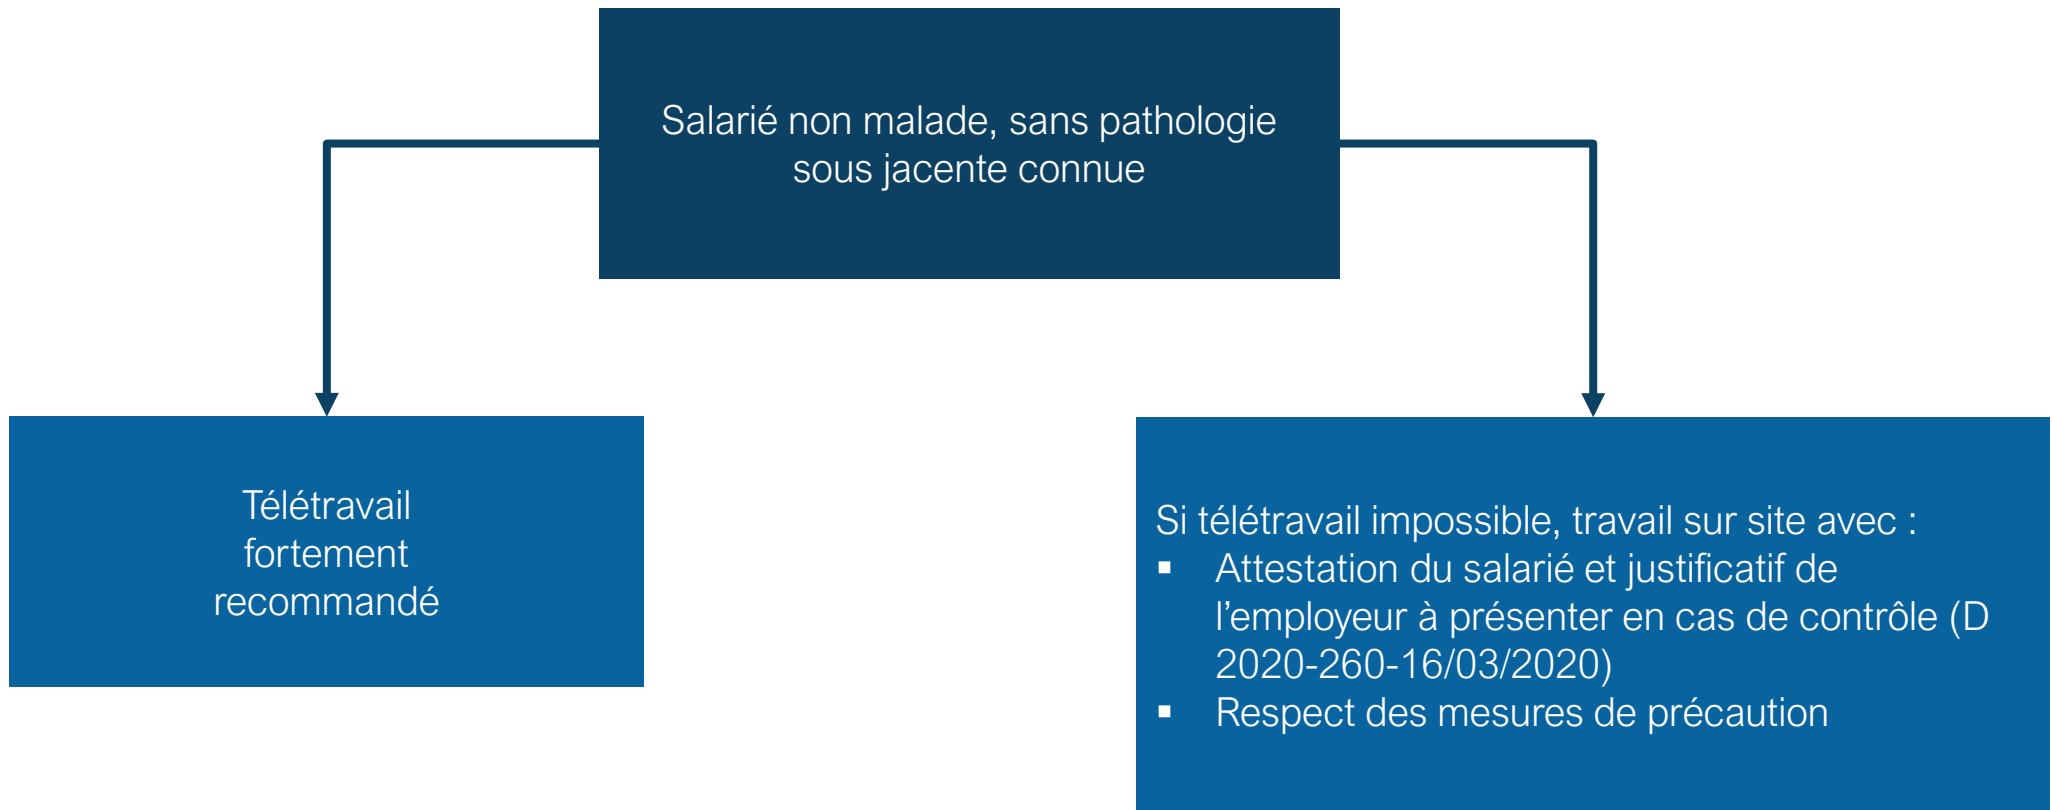 Salarié non malade, sans pathologie
sous jacente connue
Télétravail
fortement
recommandé
Si télétravail impossible, travail sur site avec :
▪ Attestation du salarié et justificatif de
l’employeur à présenter en cas de contrôle (D
2020-260-16/03/2020)
▪ Respect des mesures de précaution